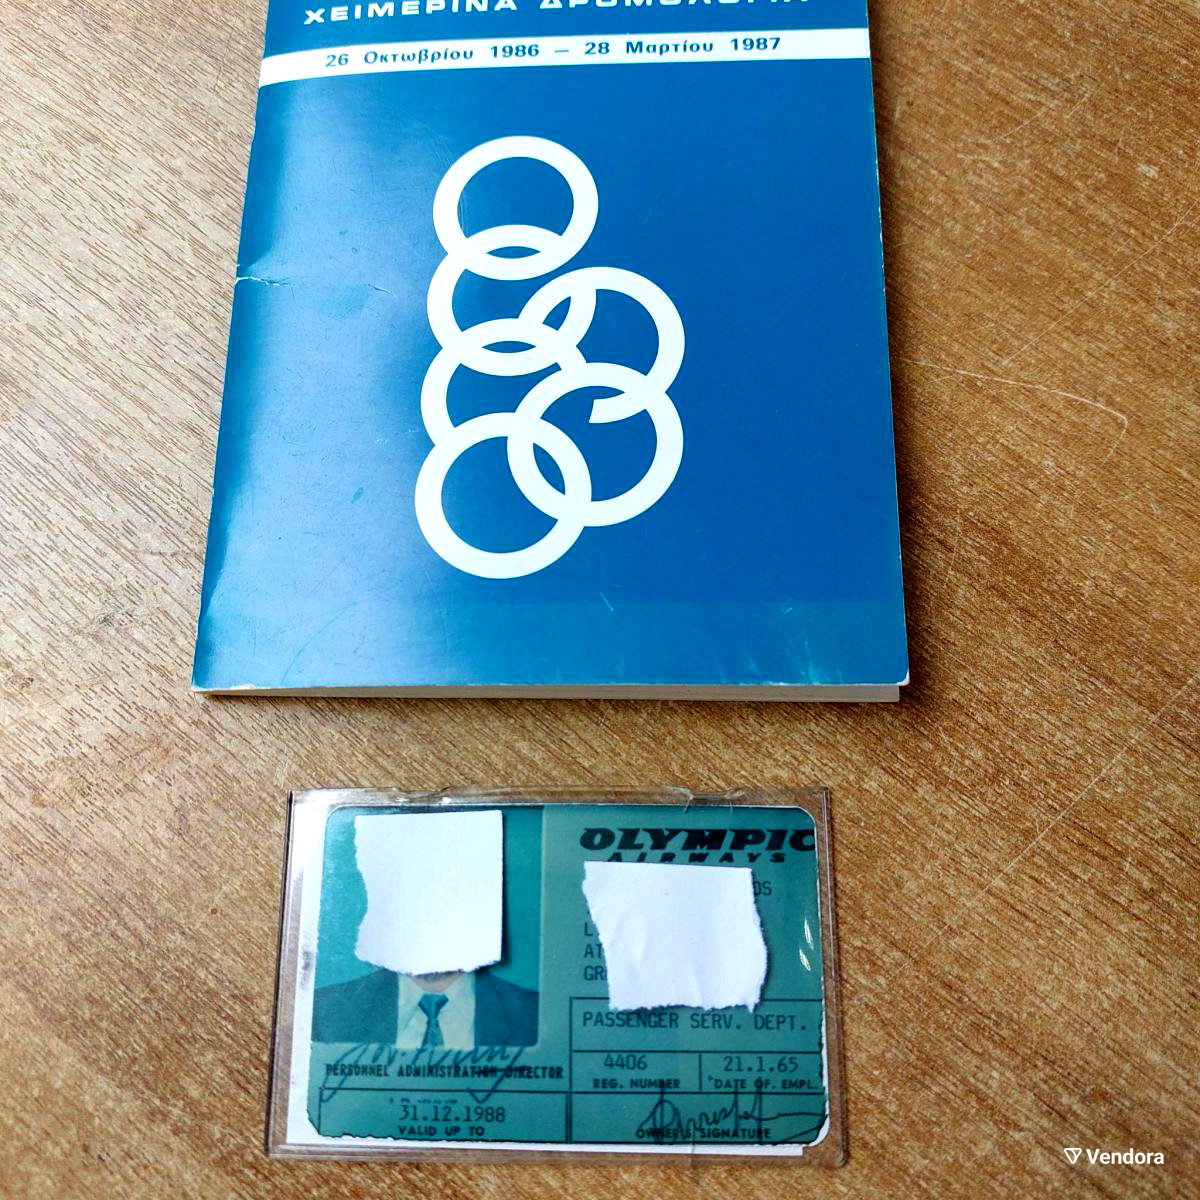 ΧΕΙΜΕΡΙΝΑ ΔΡΟΜΟΛΟΓΙΑ
26 Οκτωβρίου 1986 — 28 Μαρτίου 1987
OLYMPIC
AIRWAYS
PASSENGER SERV. DEPT.
4406 21.1.65
REG. NUMBER DATE OF. EMPL.
PERSONNEL ADMINISTRATION DIRECTOR
31.12.1988
VALID UP TO
OWNER'S SIGNATURE
Vendora